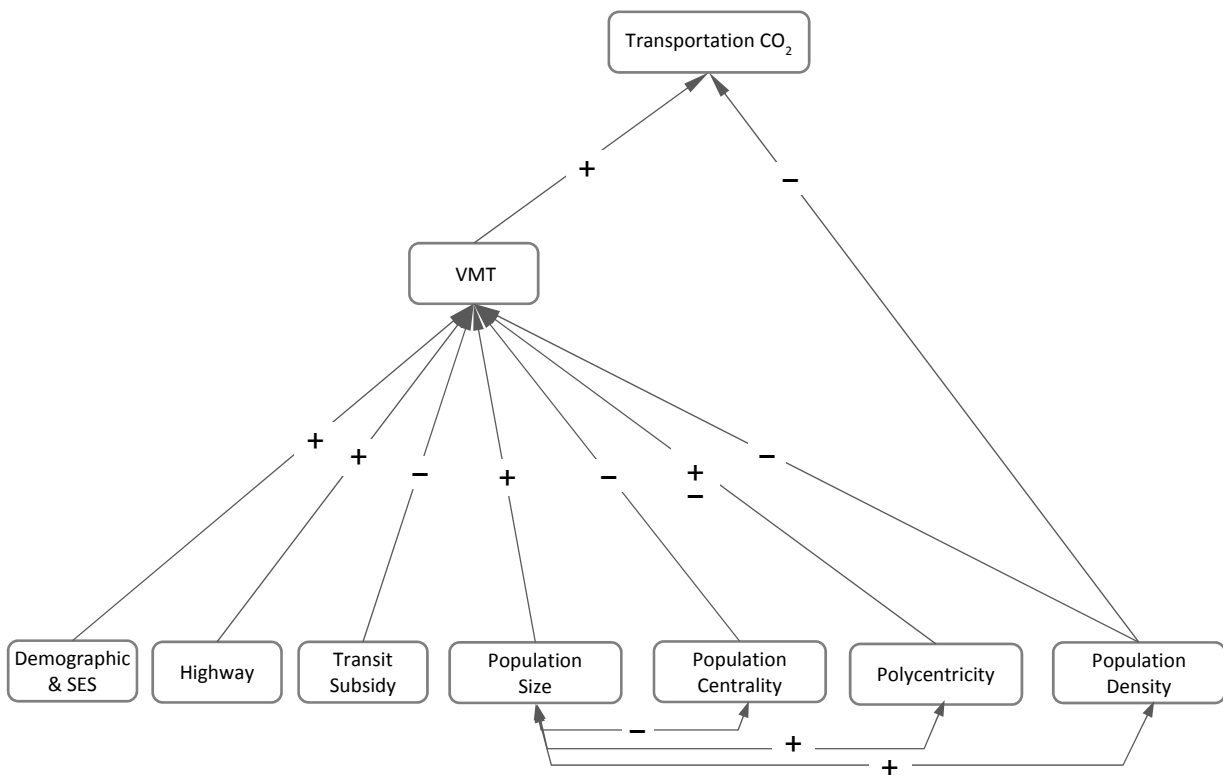 Transportation CO₂
+
−
VMT
+
+
−
+
−
+
−
−
Demographic
& SES
Highway
Transit
Subsidy
Population
Size
Population
Centrality
Polycentricity
Population
Density
−
+
+